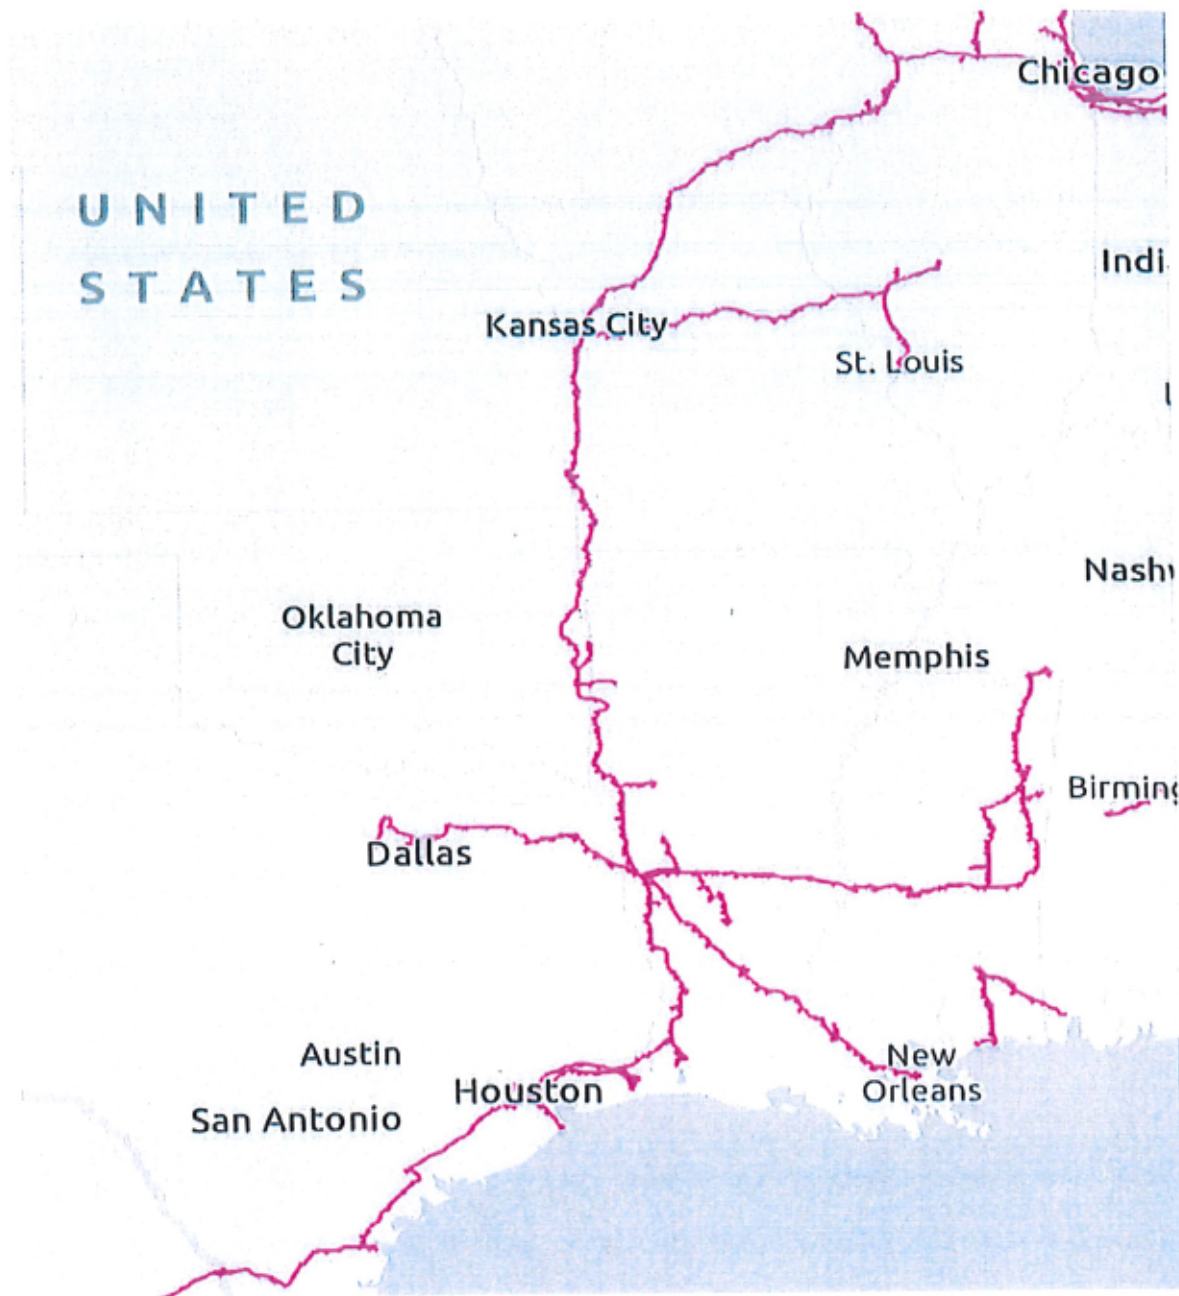 Chicago
UNITED
STATES
Indi
Kansas City
St. Louis
Nash
Oklahoma
City
Memphis
Birming
Dallas
Austin
New
Orleans
Houston
San Antonio